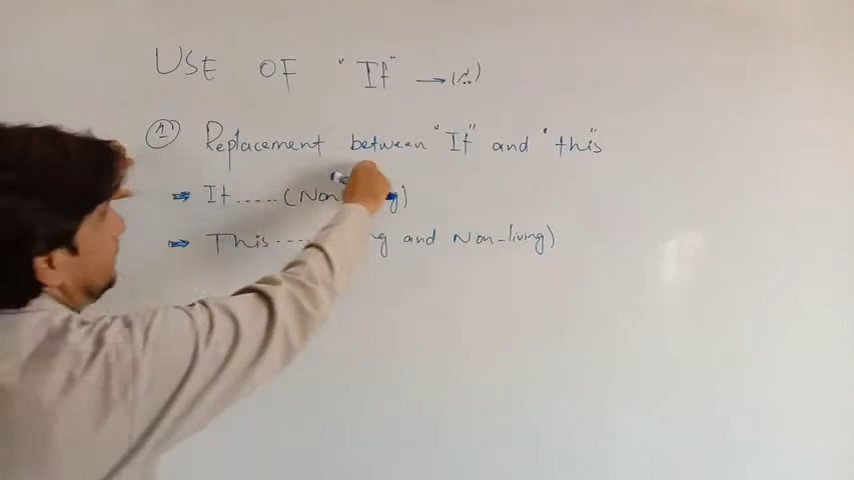 USE OF "It" →
1 Replacement between "It" and "this"
⇒ It.....(Non
⇒ This.... and Non-living)